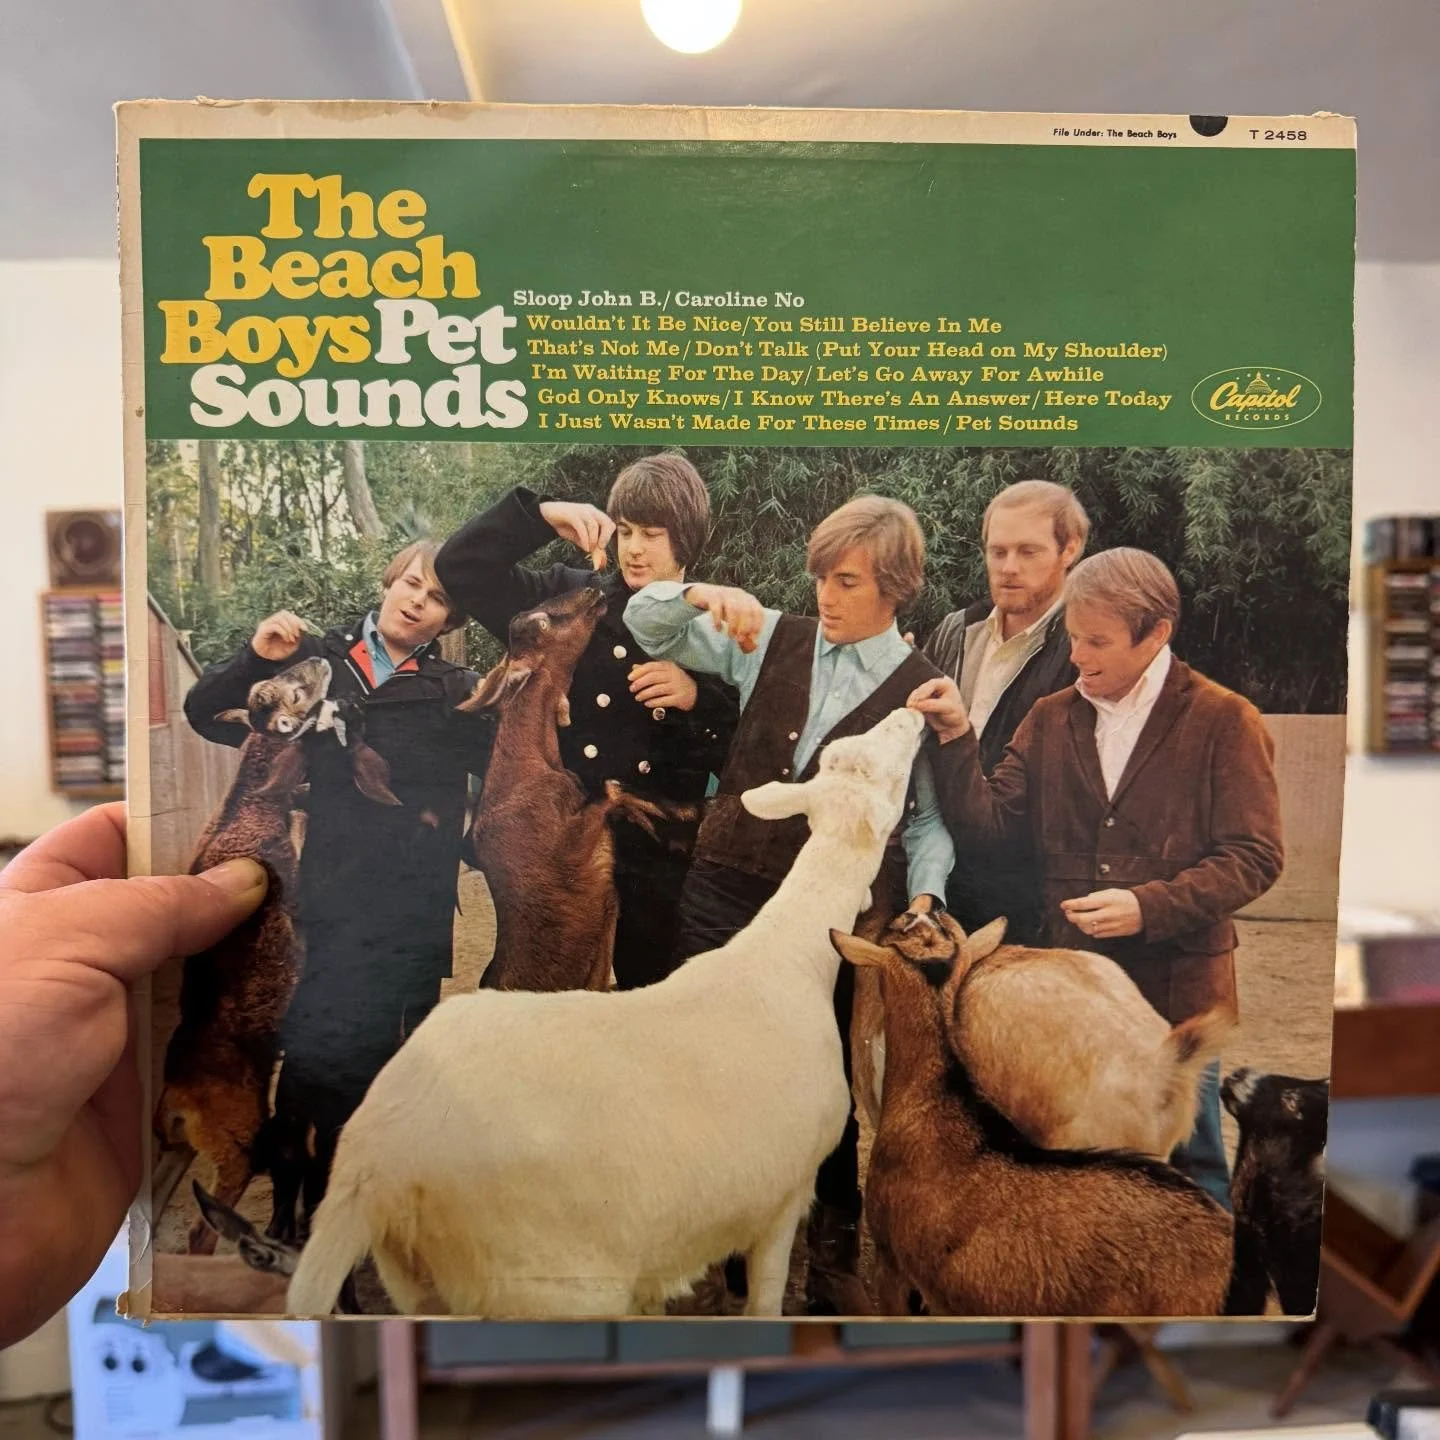 File Under: The Beach Boys
T 2458
The
Beach
Boys Pet
Sounds
Sloop John B./Caroline No
Wouldn't It Be Nice/You Still Believe In Me
That's Not Me/Don't Talk (Put Your Head on My Shoulder)
I'm Waiting For The Day/Let's Go Away For Awhile
God Only Knows/I Know There's An Answer/Here Today
I Just Wasn't Made For These Times/Pet Sounds
Capitol
RECORDS